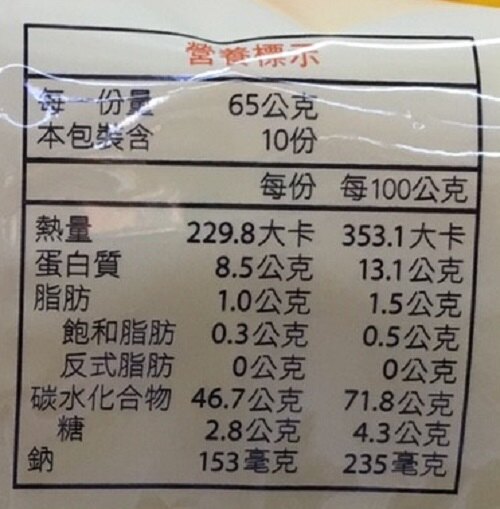 營養標示
每一份量 65公克
本包裝含 10份
每份 每100公克
熱量 229.8大卡 353.1大卡
蛋白質 8.5公克 13.1公克
脂肪 1.0公克 1.5公克
飽和脂肪 0.3公克 0.5公克
反式脂肪 0公克 0公克
碳水化合物 46.7公克 71.8公克
糖 2.8公克 4.3公克
鈉 153毫克 235毫克